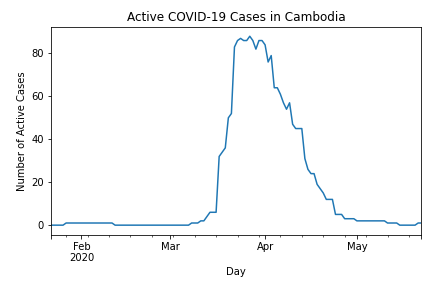 Active COVID-19 Cases in Cambodia
Number of Active Cases
80
60
40
20
0
Feb
2020
Mar
Apr
May
Day